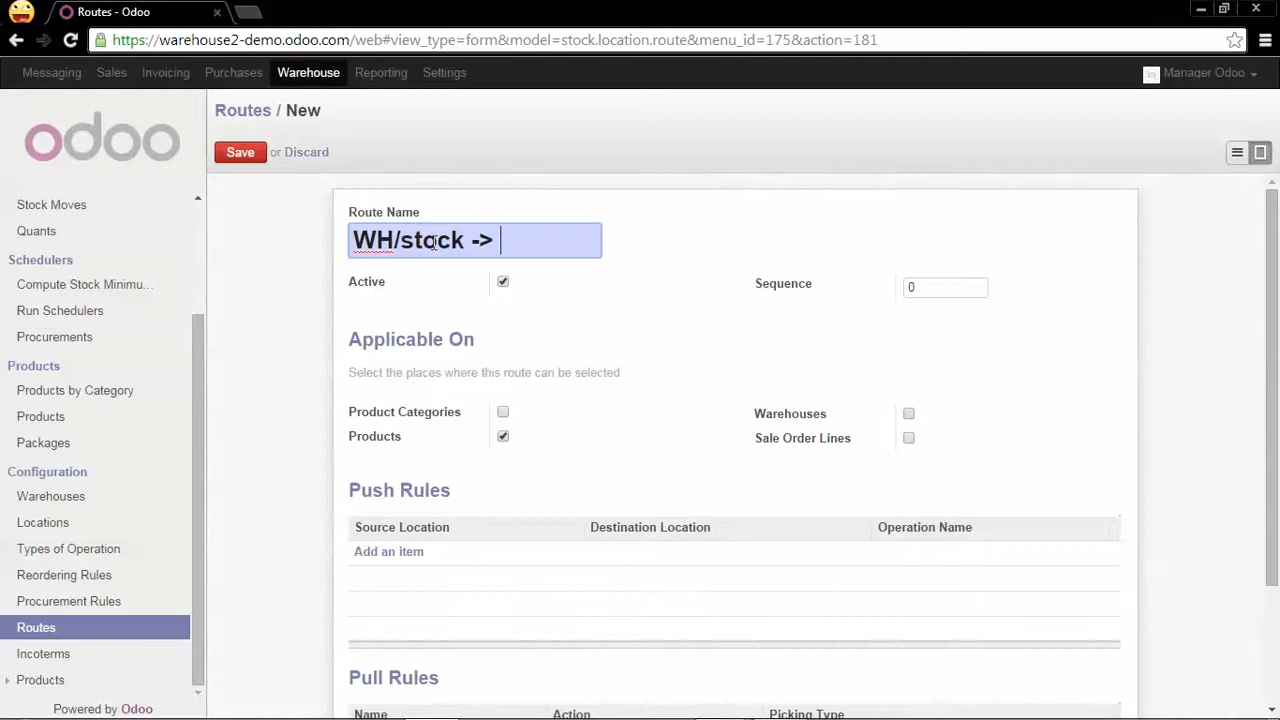 Routes - Odoo
https://warehouse2-demo.odoo.com/web#view_type=form&model=stock.location.route&menu_id=175&action=181
Messaging Sales Invoicing Purchases Warehouse Reporting Settings Manager Odoo
odoo
Stock Moves
Quants
Schedulers
Compute Stock Minimu...
Run Schedulers
Procurements
Products
Products by Category
Products
Packages
Configuration
Warehouses
Locations
Types of Operation
Reordering Rules
Procurement Rules
Routes
Incoterms
Products
Powered by Odoo
Routes / New
Save or Discard
Route Name
WH/stock ->
Active
Sequence 0
Applicable On
Select the places where this route can be selected
Product Categories
Warehouses
Products
Sale Order Lines
Push Rules
Source Location Destination Location Operation Name
Add an item
Pull Rules
Name Action Picking Type